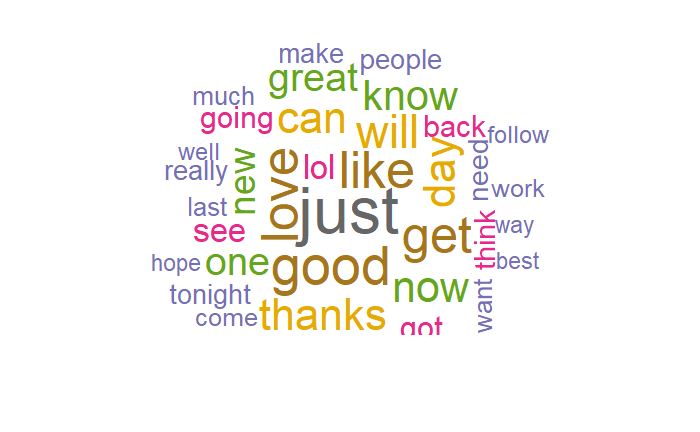 make people
great know
much
going can will back follow
well
really new love lol like day need work
last just
see get think way
hope one good best
tonight now want
come thanks got